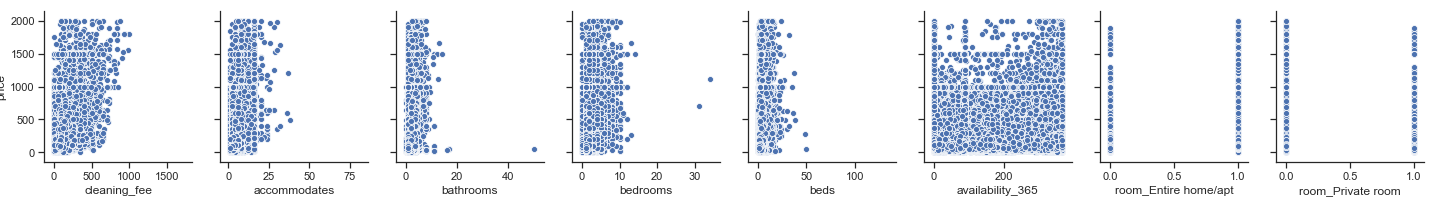 price
2000
1500
1000
500
0
0 500 1000 1500
cleaning_fee
0 25 50 75
accommodates
0 20 40
bathrooms
0 10 20 30
bedrooms
0 50 100
beds
0 200
availability_365
0.0 0.5 1.0
room_Entire home/apt
0.0 0.5 1.0
room_Private room